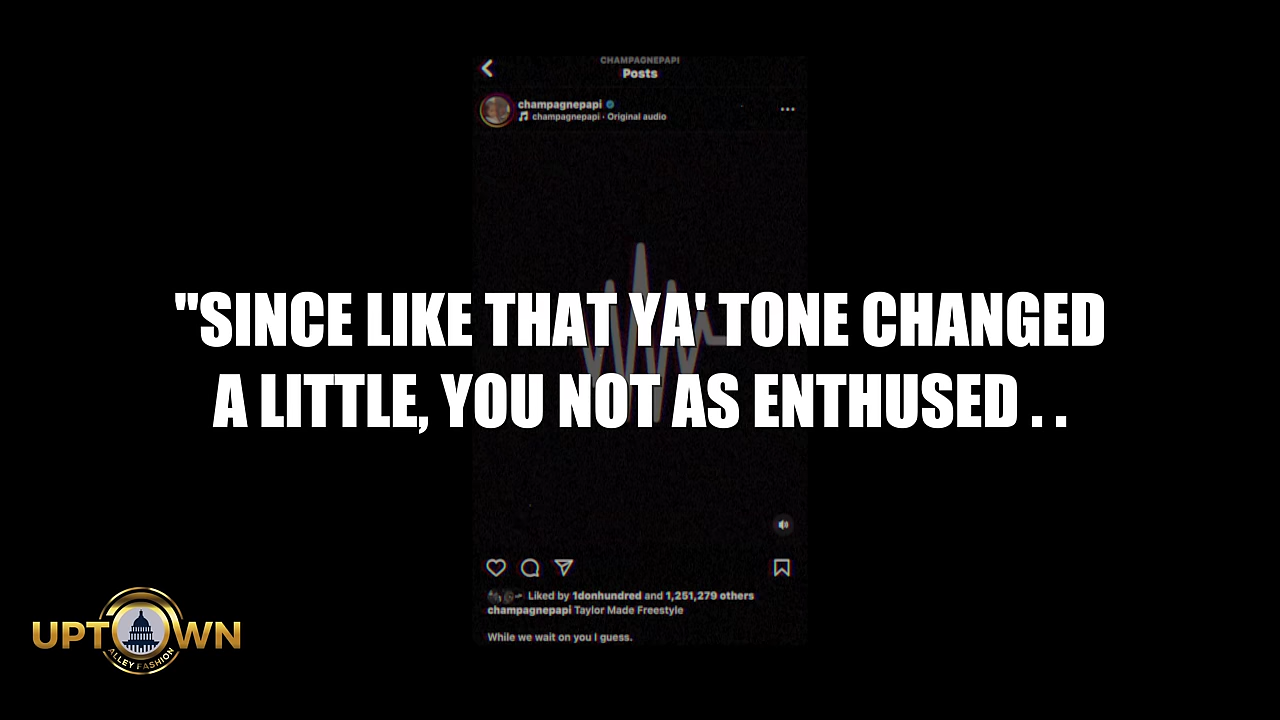 CHAMPAGNEPAPI
Posts
champagnepapi
champagnepapi · Original audio
"SINCE LIKE THAT YA' TONE CHANGED
A LITTLE, YOU NOT AS ENTHUSED . .
Liked by 1donhundred and 1,251,279 others
champagnepapi Taylor Made Freestyle
While we wait on you I guess.
UPTOWN
ALLEY FASHION